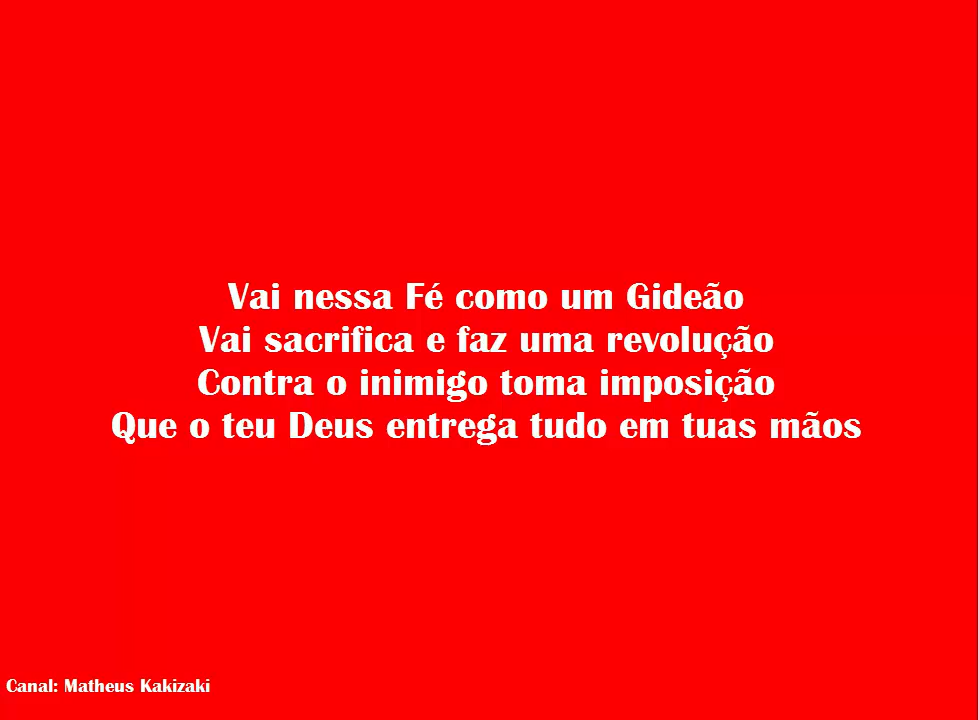 Vai nessa Fé como um Gideão
Vai sacrifica e faz uma revolução
Contra o inimigo toma imposição
Que o teu Deus entrega tudo em tuas mãos
Canal: Matheus Kakizaki